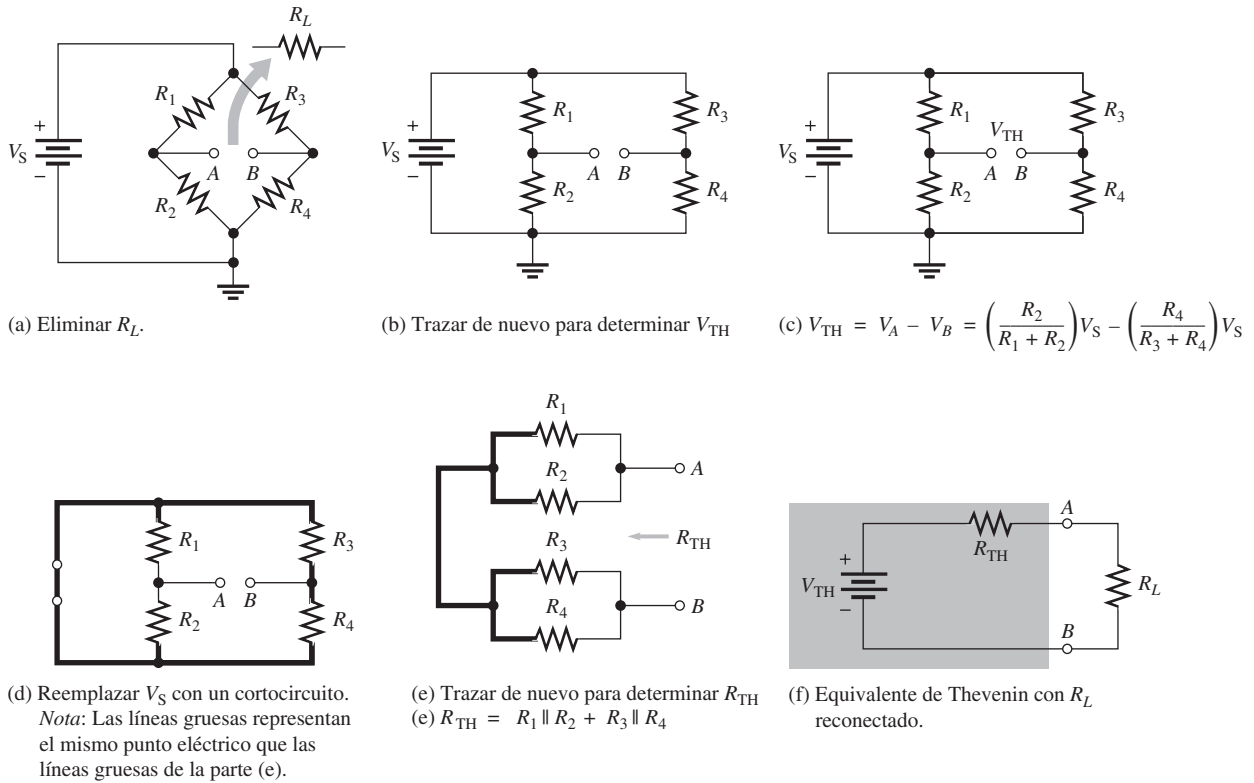 R_L
R_1
R_3
V_S
+
−
A
B
R_2
R_4
(a) Eliminar R_L.
+
V_S
−
R_1
R_3
A
B
R_2
R_4
(b) Trazar de nuevo para determinar V_TH
+
V_S
−
R_1
V_TH
R_3
A
B
R_2
R_4
(c) V_TH = V_A − V_B = (R_2 / (R_1 + R_2)) V_S − (R_4 / (R_3 + R_4)) V_S
R_1
R_3
A
B
R_2
R_4
(d) Reemplazar V_S con un cortocircuito.
Nota: Las líneas gruesas representan
el mismo punto eléctrico que las
líneas gruesas de la parte (e).
R_1
A
R_2
R_TH
R_3
R_4
B
(e) Trazar de nuevo para determinar R_TH
(e) R_TH = R_1 || R_2 + R_3 || R_4
A
R_TH
+
V_TH
−
R_L
B
(f) Equivalente de Thevenin con R_L
reconectado.